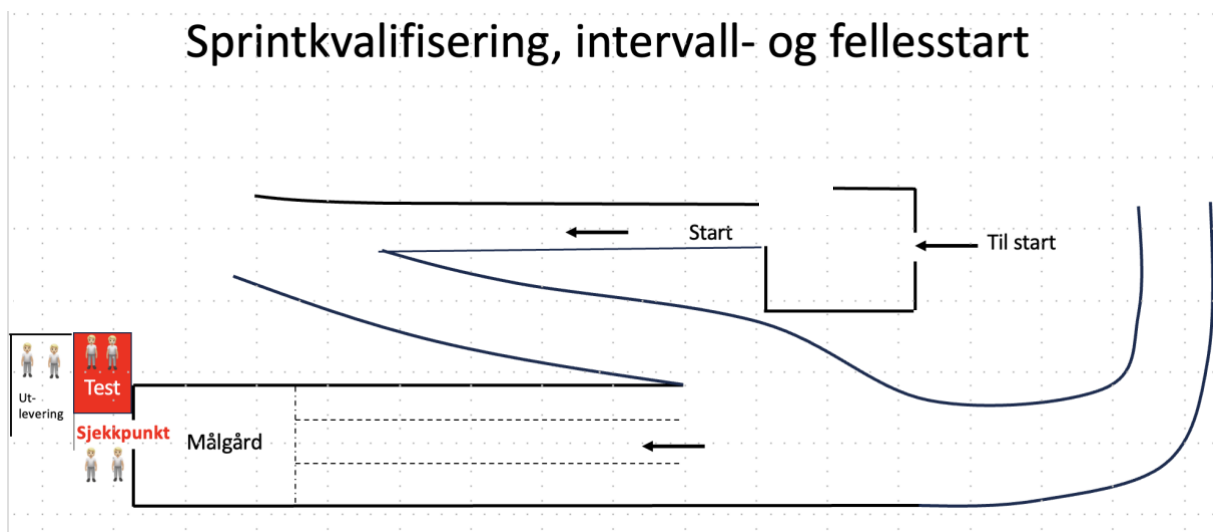 Sprintkvalifisering, intervall- og fellesstart
Start
Til start
Test
Ut-
levering
Sjekkpunkt
Målgård